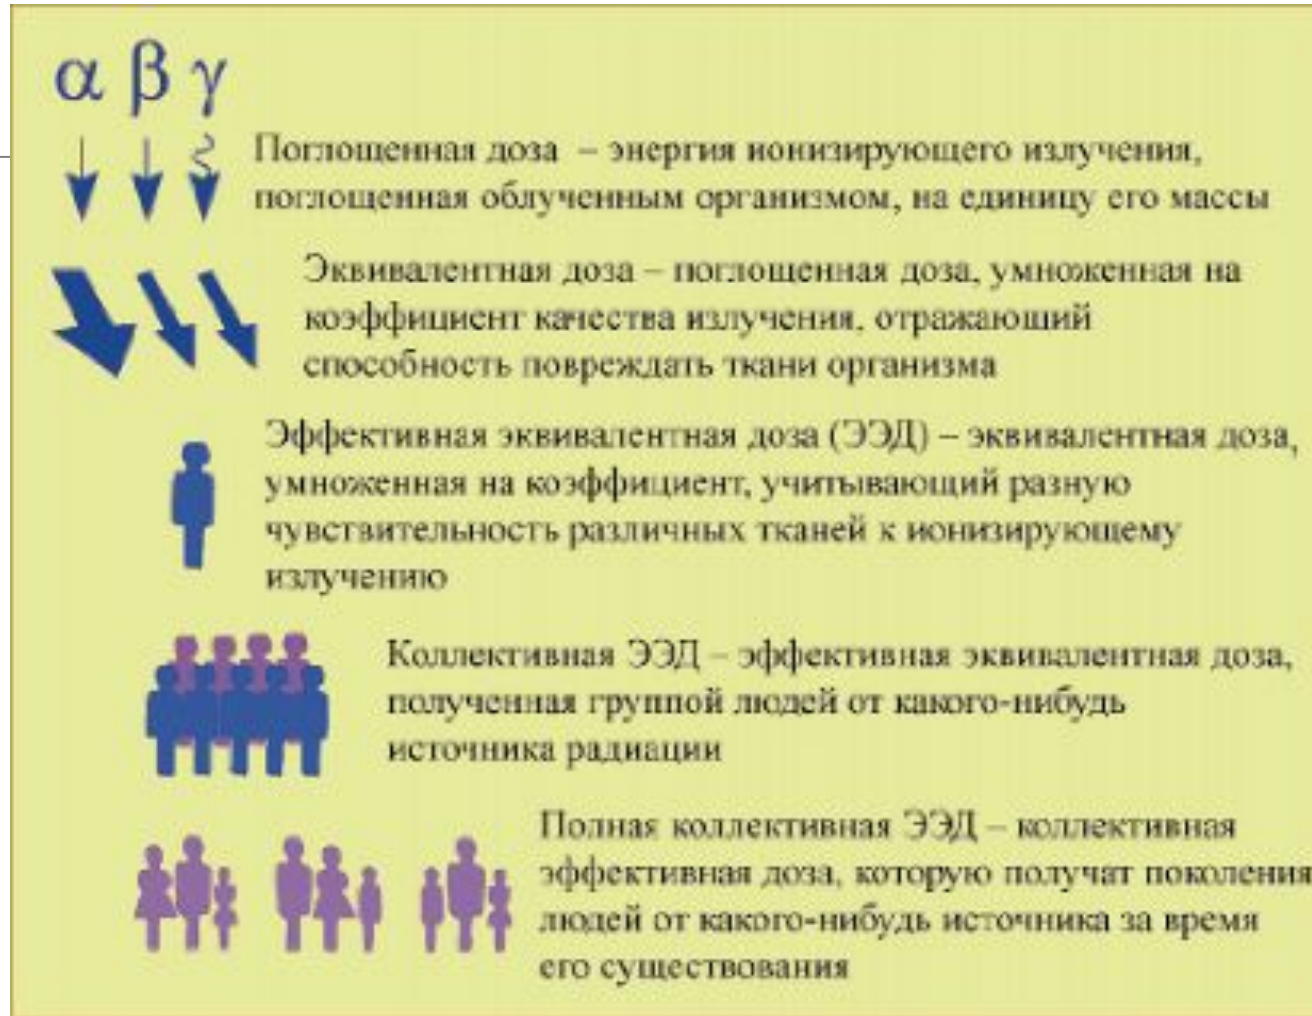 α β γ
Поглощенная доза – энергия ионизирующего излучения,
поглощенная облученным организмом, на единицу его массы
Эквивалентная доза – поглощенная доза, умноженная на
коэффициент качества излучения, отражающий
способность повреждать ткани организма
Эффективная эквивалентная доза (ЭЭД) – эквивалентная доза,
умноженная на коэффициент, учитывающий разную
чувствительность различных тканей к ионизирующему
излучению
Коллективная ЭЭД – эффективная эквивалентная доза,
полученная группой людей от какого-нибудь
источника радиации
Полная коллективная ЭЭД – коллективная
эффективная доза, которую получат поколения
людей от какого-нибудь источника за время
его существования